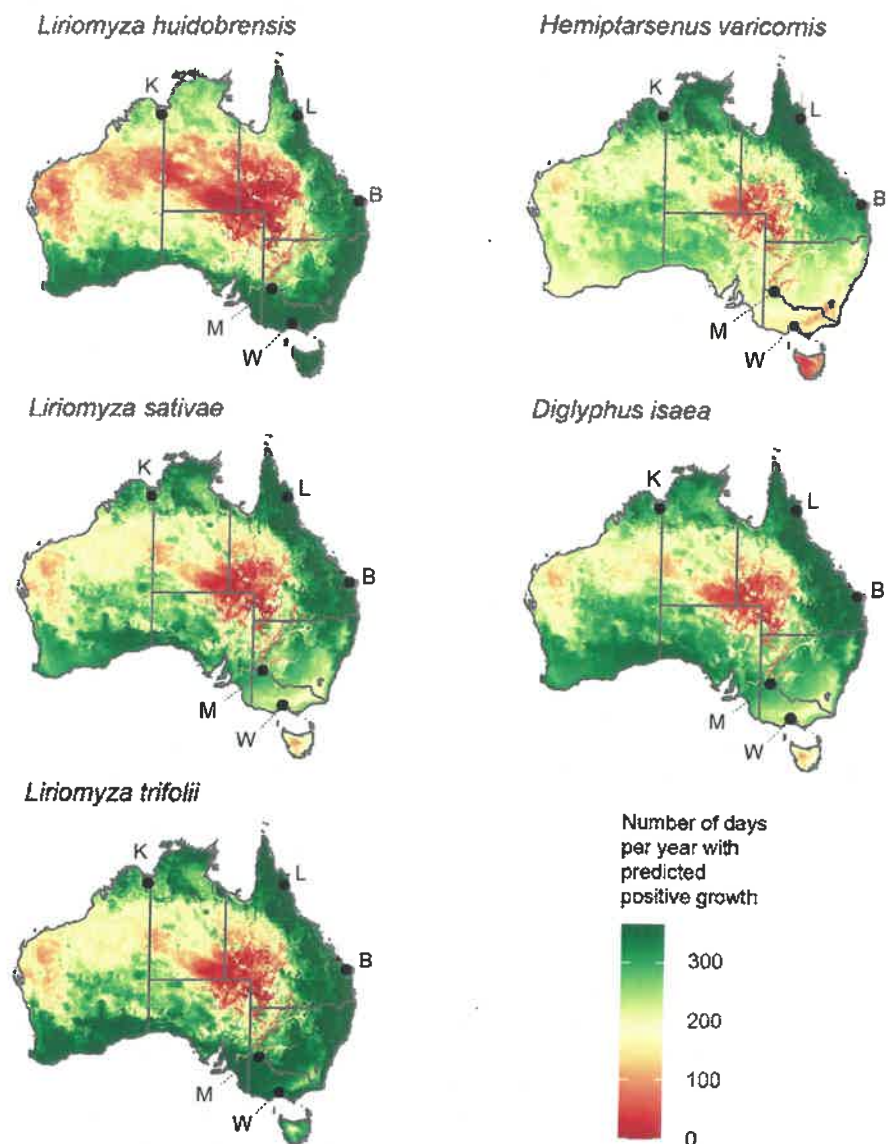 Liriomyza huidobrensis
K
L
B
M
W
Hemiptarsenus varicornis
K
L
B
M
W
Liriomyza sativae
K
L
B
M
W
Diglyphus isaea
K
L
B
M
W
Liriomyza trifolii
K
L
B
M
W
Number of days
per year with
predicted
positive growth
300
200
100
0